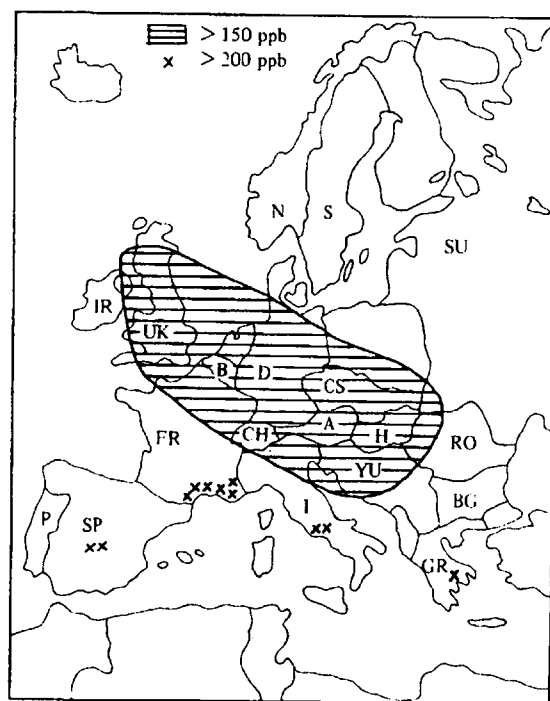 > 150 ppb
x > 200 ppb
N S
SU
IR
UK
B D
CS
A
FR CH H RO
YU
I BG
P SP
x x x x x x x
x x
x x
GR x